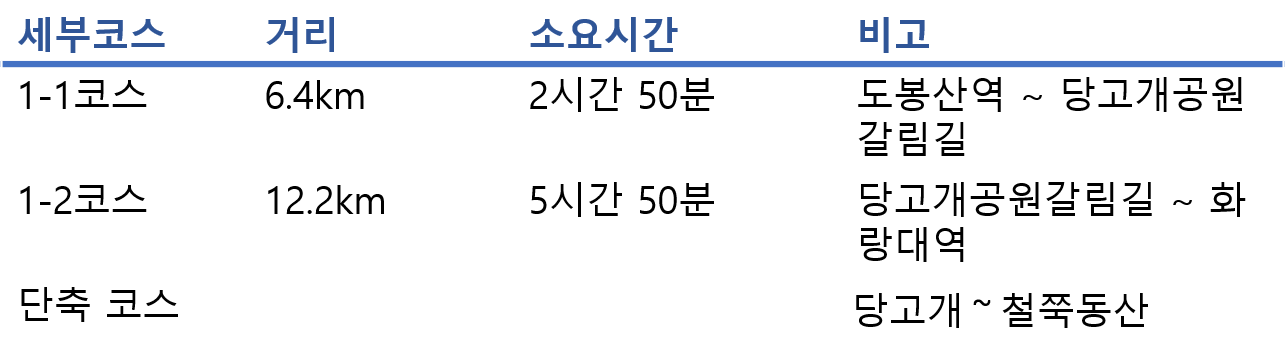 세부코스 거리 소요시간 비고
1-1코스 6.4km 2시간 50분 도봉산역 ~ 당고개공원
갈림길
1-2코스 12.2km 5시간 50분 당고개공원갈림길 ~ 화
랑대역
단축 코스 당고개 ~ 철쭉동산